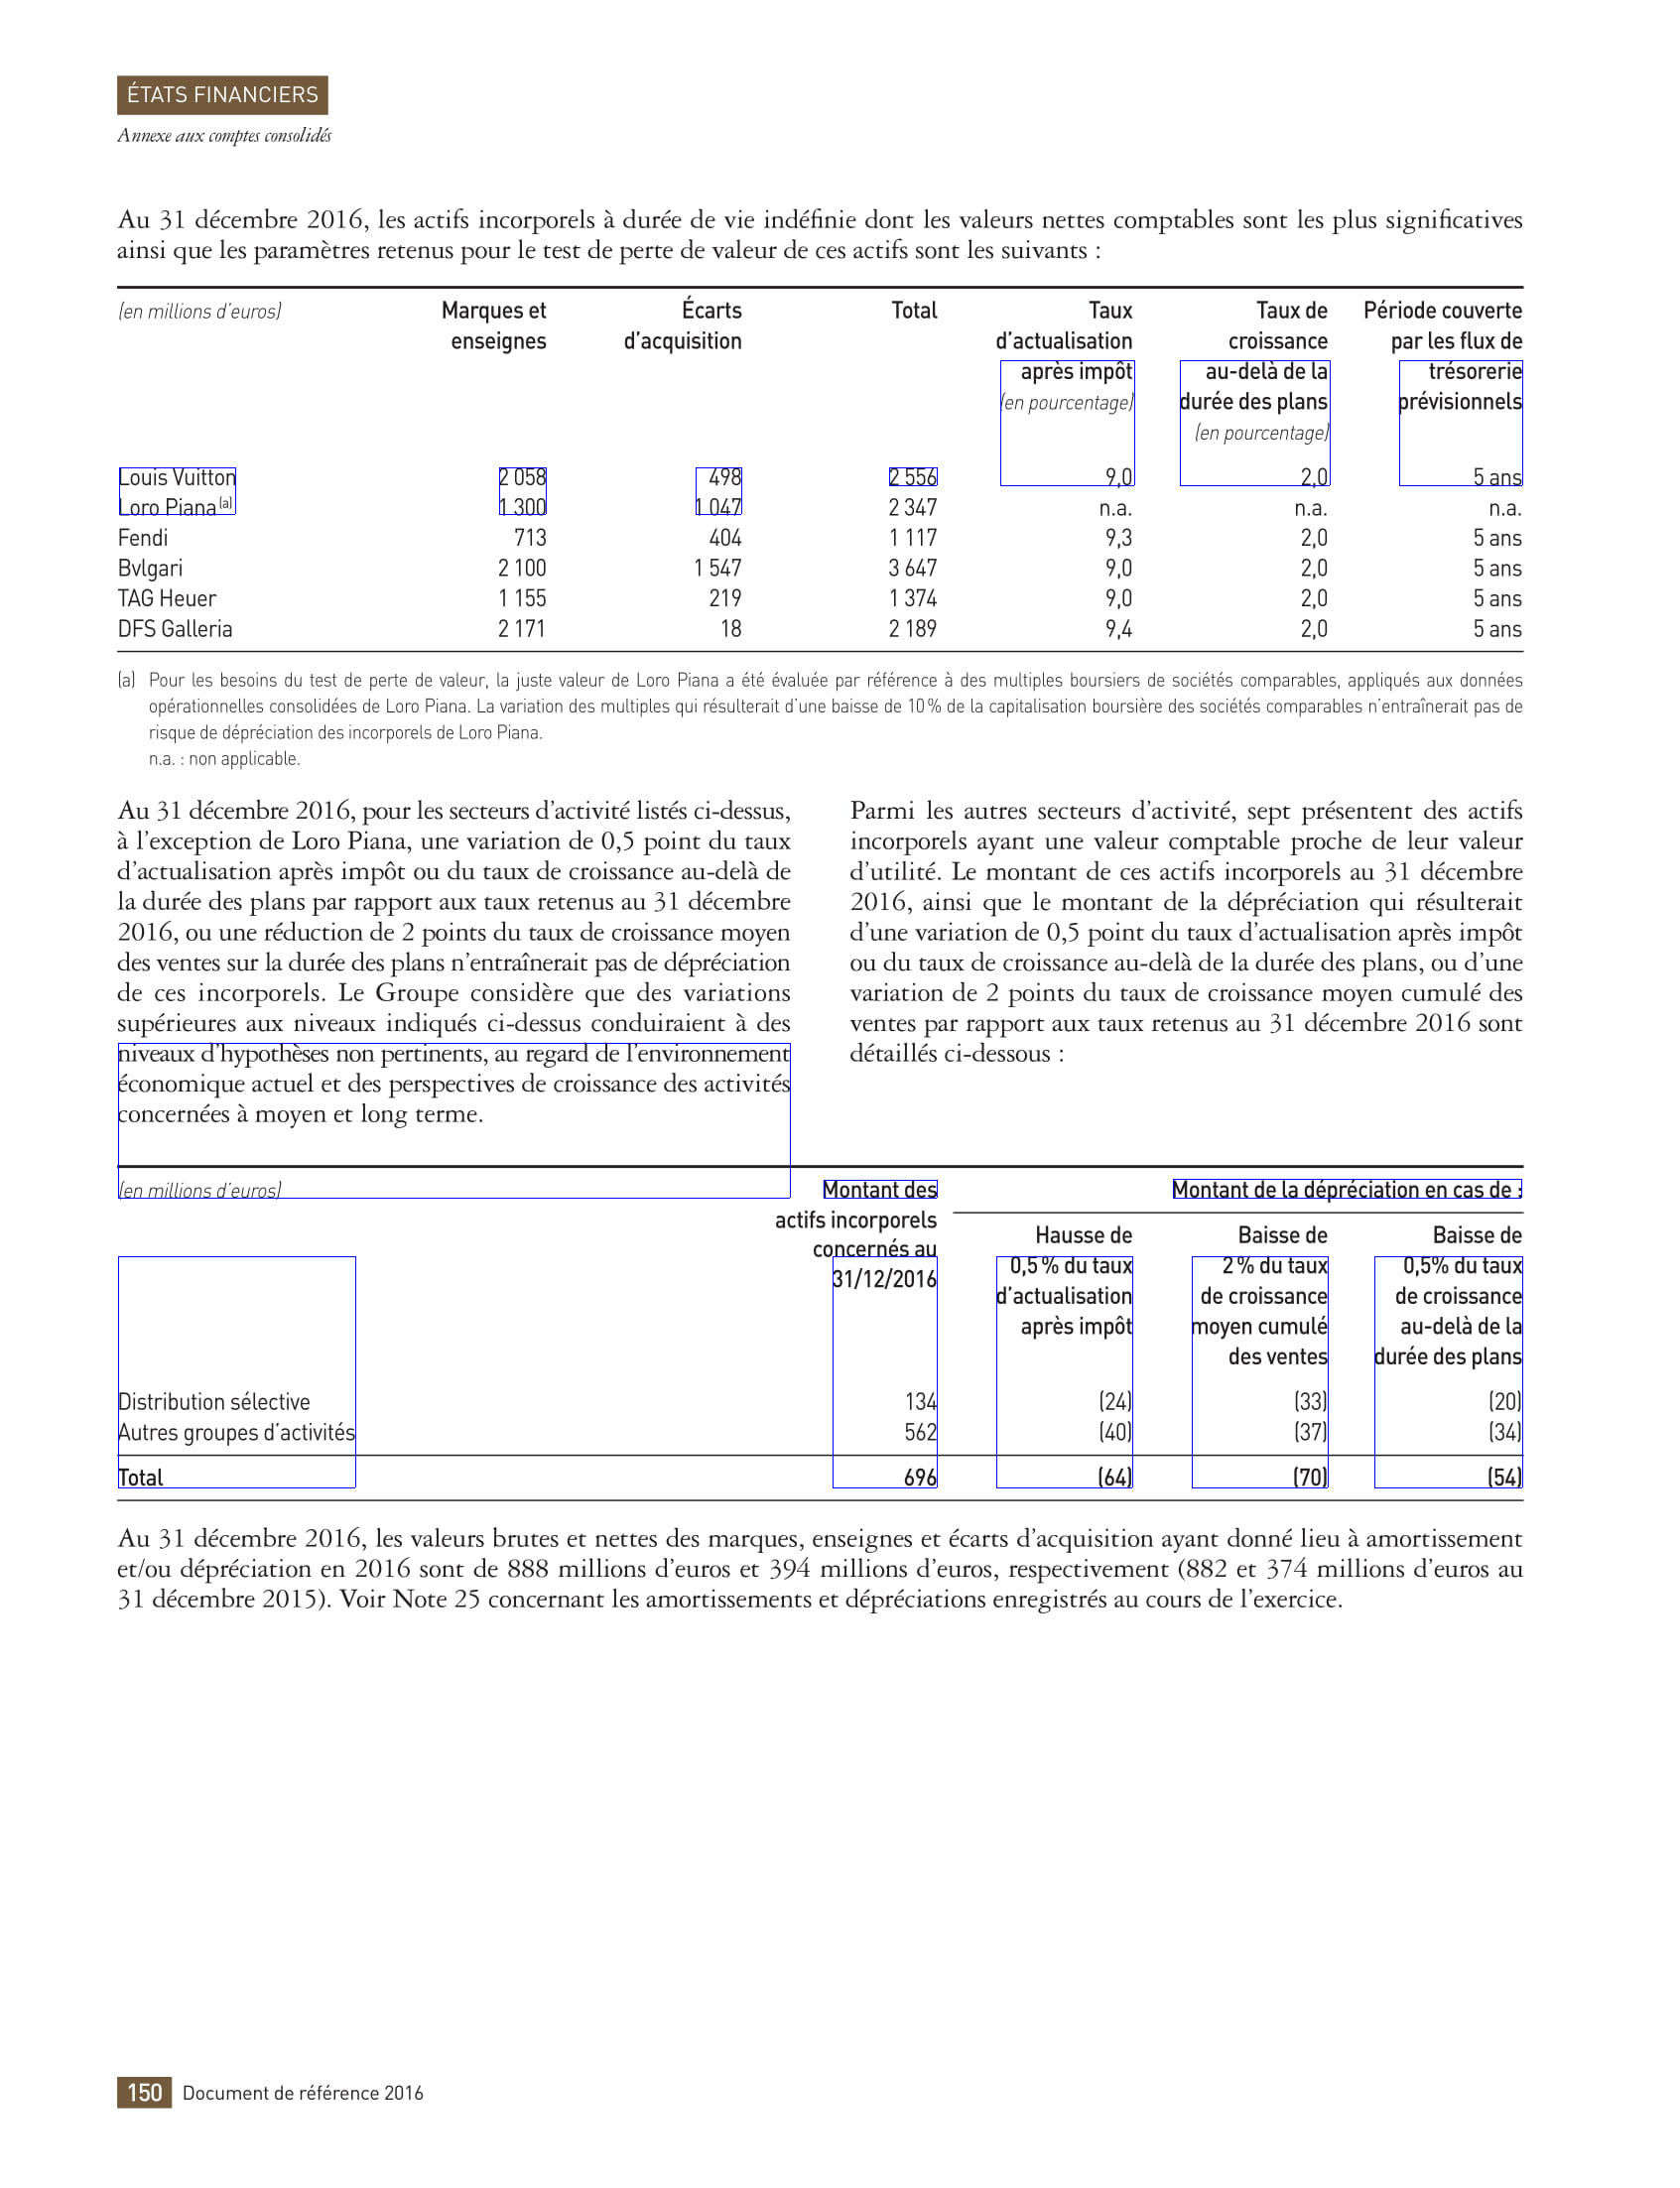 ÉTATS FINANCIERS
Annexe aux comptes consolidés
Au 31 décembre 2016, les actifs incorporels à durée de vie indéfinie dont les valeurs nettes comptables sont les plus significatives
ainsi que les paramètres retenus pour le test de perte de valeur de ces actifs sont les suivants :
(en millions d’euros) Marques et Écarts Total Taux Taux de Période couverte
enseignes d’acquisition d’actualisation croissance par les flux de
après impôt au-delà de la trésorerie
(en pourcentage) durée des plans prévisionnels
(en pourcentage)
Louis Vuitton 2 058 498 2 556 9,0 2,0 5 ans
Loro Piana (a) 1 300 1 047 2 347 n.a. n.a. n.a.
Fendi 713 404 1 117 9,3 2,0 5 ans
Bvlgari 2 100 1 547 3 647 9,0 2,0 5 ans
TAG Heuer 1 155 219 1 374 9,0 2,0 5 ans
DFS Galleria 2 171 18 2 189 9,4 2,0 5 ans
(a) Pour les besoins du test de perte de valeur, la juste valeur de Loro Piana a été évaluée par référence à des multiples boursiers de sociétés comparables, appliqués aux données
opérationnelles consolidées de Loro Piana. La variation des multiples qui résulterait d’une baisse de 10 % de la capitalisation boursière des sociétés comparables n’entraînerait pas de
risque de dépréciation des incorporels de Loro Piana.
n.a. : non applicable.
Au 31 décembre 2016, pour les secteurs d’activité listés ci-dessus,
à l’exception de Loro Piana, une variation de 0,5 point du taux
d’actualisation après impôt ou du taux de croissance au-delà de
la durée des plans par rapport aux taux retenus au 31 décembre
2016, ou une réduction de 2 points du taux de croissance moyen
des ventes sur la durée des plans n’entraînerait pas de dépréciation
de ces incorporels. Le Groupe considère que des variations
supérieures aux niveaux indiqués ci-dessus conduiraient à des
niveaux d’hypothèses non pertinents, au regard de l’environnement
économique actuel et des perspectives de croissance des activités
concernées à moyen et long terme.
Parmi les autres secteurs d’activité, sept présentent des actifs
incorporels ayant une valeur comptable proche de leur valeur
d’utilité. Le montant de ces actifs incorporels au 31 décembre
2016, ainsi que le montant de la dépréciation qui résulterait
d’une variation de 0,5 point du taux d’actualisation après impôt
ou du taux de croissance au-delà de la durée des plans, ou d’une
variation de 2 points du taux de croissance moyen cumulé des
ventes par rapport aux taux retenus au 31 décembre 2016 sont
détaillés ci-dessous :
(en millions d’euros) Montant des Montant de la dépréciation en cas de :
actifs incorporels
concernés au Hausse de Baisse de Baisse de
31/12/2016 0,5 % du taux 2 % du taux 0,5% du taux
d’actualisation de croissance de croissance
après impôt moyen cumulé au-delà de la
des ventes durée des plans
Distribution sélective 134 (24) (33) (20)
Autres groupes d’activités 562 (40) (37) (34)
Total 696 (64) (70) (54)
Au 31 décembre 2016, les valeurs brutes et nettes des marques, enseignes et écarts d’acquisition ayant donné lieu à amortissement
et/ou dépréciation en 2016 sont de 888 millions d’euros et 394 millions d’euros, respectivement (882 et 374 millions d’euros au
31 décembre 2015). Voir Note 25 concernant les amortissements et dépréciations enregistrés au cours de l’exercice.
150 Document de référence 2016